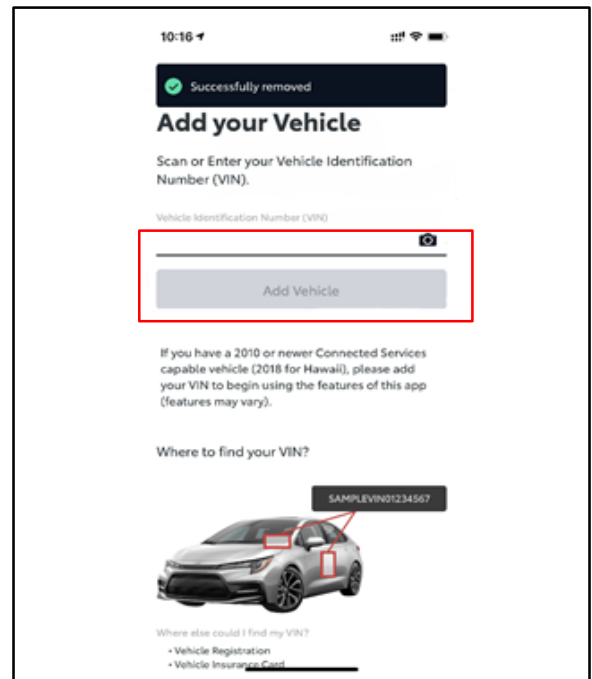 10:16
Successfully removed
Add your Vehicle
Scan or Enter your Vehicle Identification
Number (VIN).
Vehicle Identification Number (VIN)
Add Vehicle
If you have a 2010 or newer Connected Services
capable vehicle (2018 for Hawaii), please add
your VIN to begin using the features of this app
(features may vary).
Where to find your VIN?
SAMPLEVIN01234567
Where else could I find my VIN?
• Vehicle Registration
• Vehicle Insurance Card